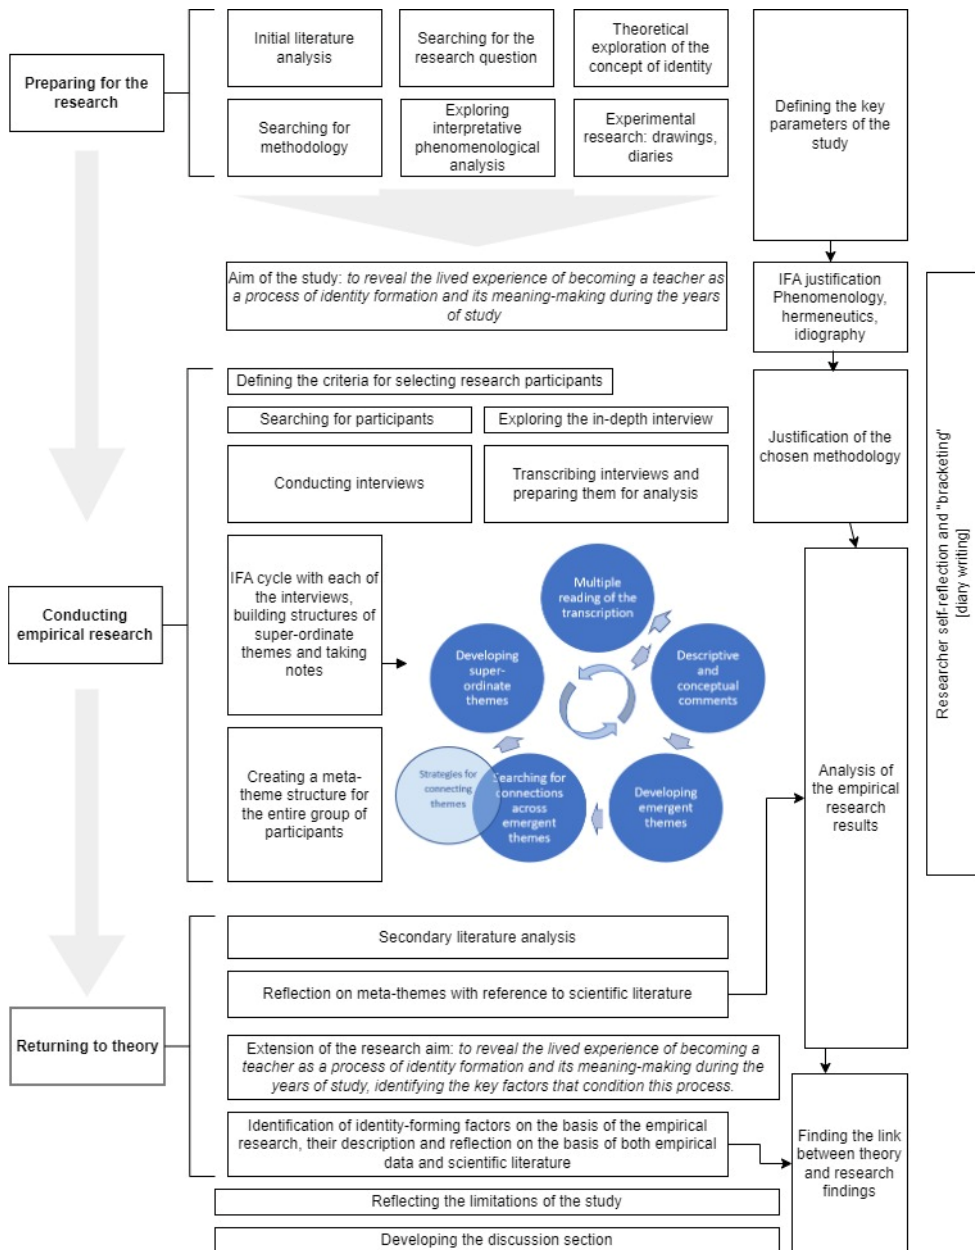 Preparing for the
research
Initial literature
analysis
Searching for the
research question
Theoretical
exploration of the
concept of identity
Searching for
methodology
Exploring
interpretative
phenomenological
analysis
Experimental
research: drawings,
diaries
Defining the key
parameters of the
study
Aim of the study: to reveal the lived experience of becoming a teacher as
a process of identity formation and its meaning-making during the years
of study
IFA justification
Phenomenology,
hermeneutics,
idiography
Defining the criteria for selecting research participants
Searching for participants
Exploring the in-depth interview
Conducting interviews
Transcribing interviews and
preparing them for analysis
Justification of the
chosen methodology
Researcher self-reflection and "bracketing"
[diary writing]
Conducting
empirical research
IFA cycle with each of
the interviews,
building structures of
super-ordinate
themes and taking
notes
Multiple
reading of the
transcription
Descriptive
and
conceptual
comments
Developing
emergent themes
Searching for
connections
across
emergent
themes
Strategies for
connecting
themes
Developing
super-
ordinate
themes
Creating a meta-
theme structure for
the entire group of
participants
Analysis of
the empirical
research
results
Returning to theory
Secondary literature analysis
Reflection on meta-themes with reference to scientific literature
Extension of the research aim: to reveal the lived experience of becoming a
teacher as a process of identity formation and its meaning-making during the
years of study, identifying the key factors that condition this process.
Identification of identity-forming factors on the basis of the empirical
research, their description and reflection on the basis of both empirical
data and scientific literature
Finding the link
between theory
and research
findings
Reflecting the limitations of the study
Developing the discussion section